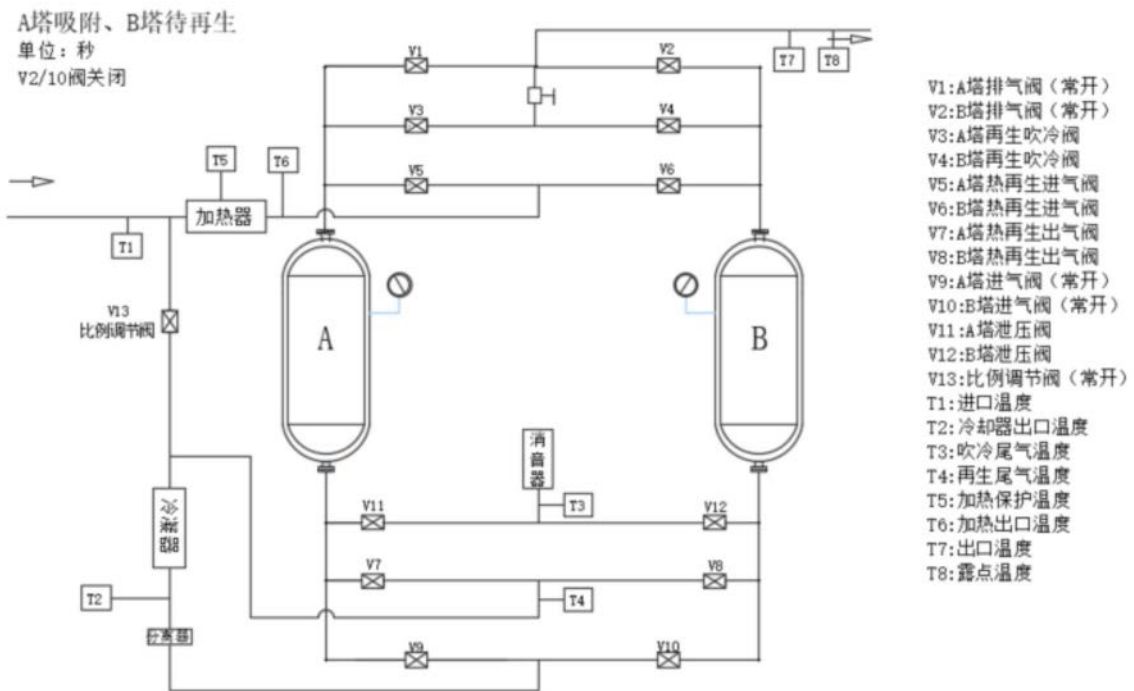 A塔吸附、B塔待再生
单位：秒
V2/10阀关闭
V1
V2
T7
T8
V3
V4
T5
T6
V5
V6
加热器
T1
V13
比例调节阀
A
B
消音器
T3
V11
V12
冷凝器
V7
V8
T2
T4
分离器
V9
V10
V1:A塔排气阀（常开）
V2:B塔排气阀（常开）
V3:A塔再生吹冷阀
V4:B塔再生吹冷阀
V5:A塔热再生进气阀
V6:B塔热再生进气阀
V7:A塔热再生出气阀
V8:B塔热再生出气阀
V9:A塔进气阀（常开）
V10:B塔进气阀（常开）
V11:A塔泄压阀
V12:B塔泄压阀
V13:比例调节阀（常开）
T1:进口温度
T2:冷却器出口温度
T3:吹冷尾气温度
T4:再生尾气温度
T5:加热保护温度
T6:加热出口温度
T7:出口温度
T8:露点温度